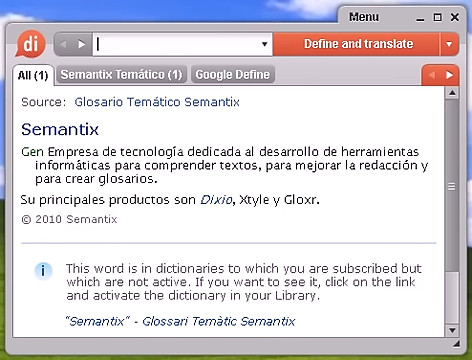 Menu
di
Define and translate
All (1)
Semantix Temático (1)
Google Define
Source: Glosario Temático Semantix
Semantix
Gen Empresa de tecnología dedicada al desarrollo de herramientas
informáticas para comprender textos, para mejorar la redacción y
para crear glosarios.
Su principales productos son Dixio, Xtyle y Gloxr.
© 2010 Semantix
i
This word is in dictionaries to which you are subscribed but
which are not active. If you want to see it, click on the link
and activate the dictionary in your Library.
"Semantix" - Glossari Temàtic Semantix